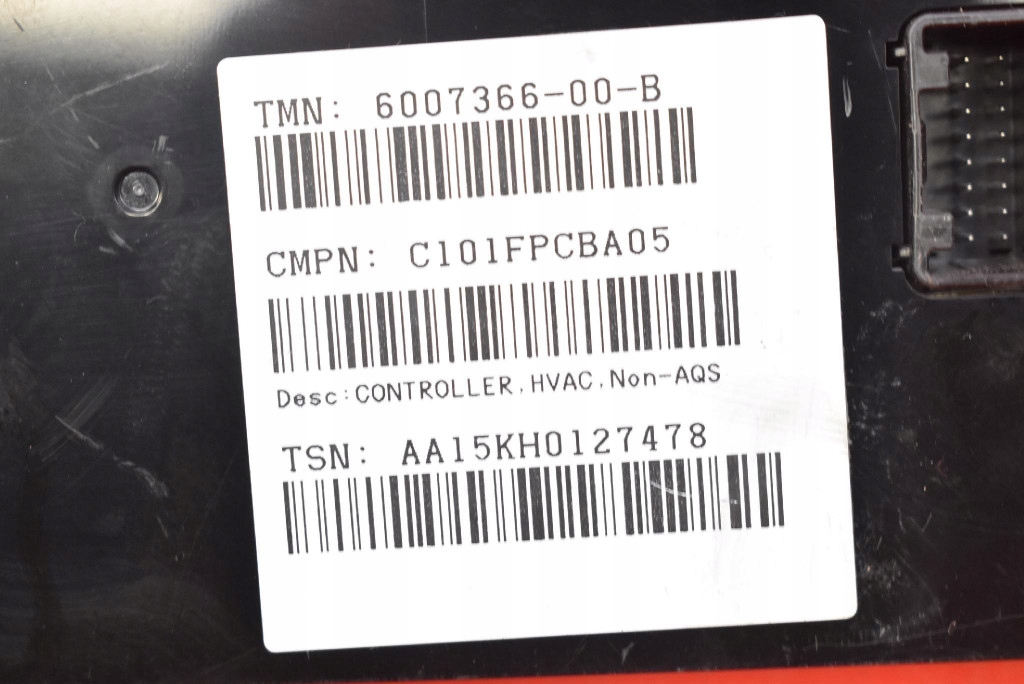 TMN: 6007366-00-B
CMPN: C101FPCBA05
Desc:CONTROLLER,HVAC,Non-AQS
TSN: AA15KH0127478